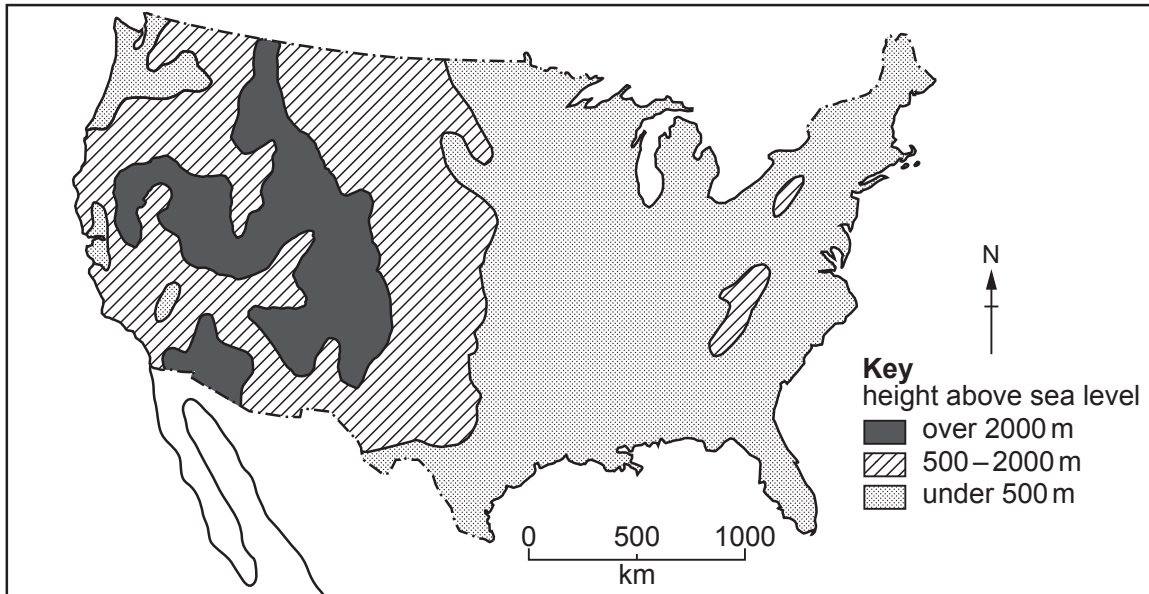 N
Key
height above sea level
over 2000 m
500 – 2000 m
under 500 m
0 500 1000
km